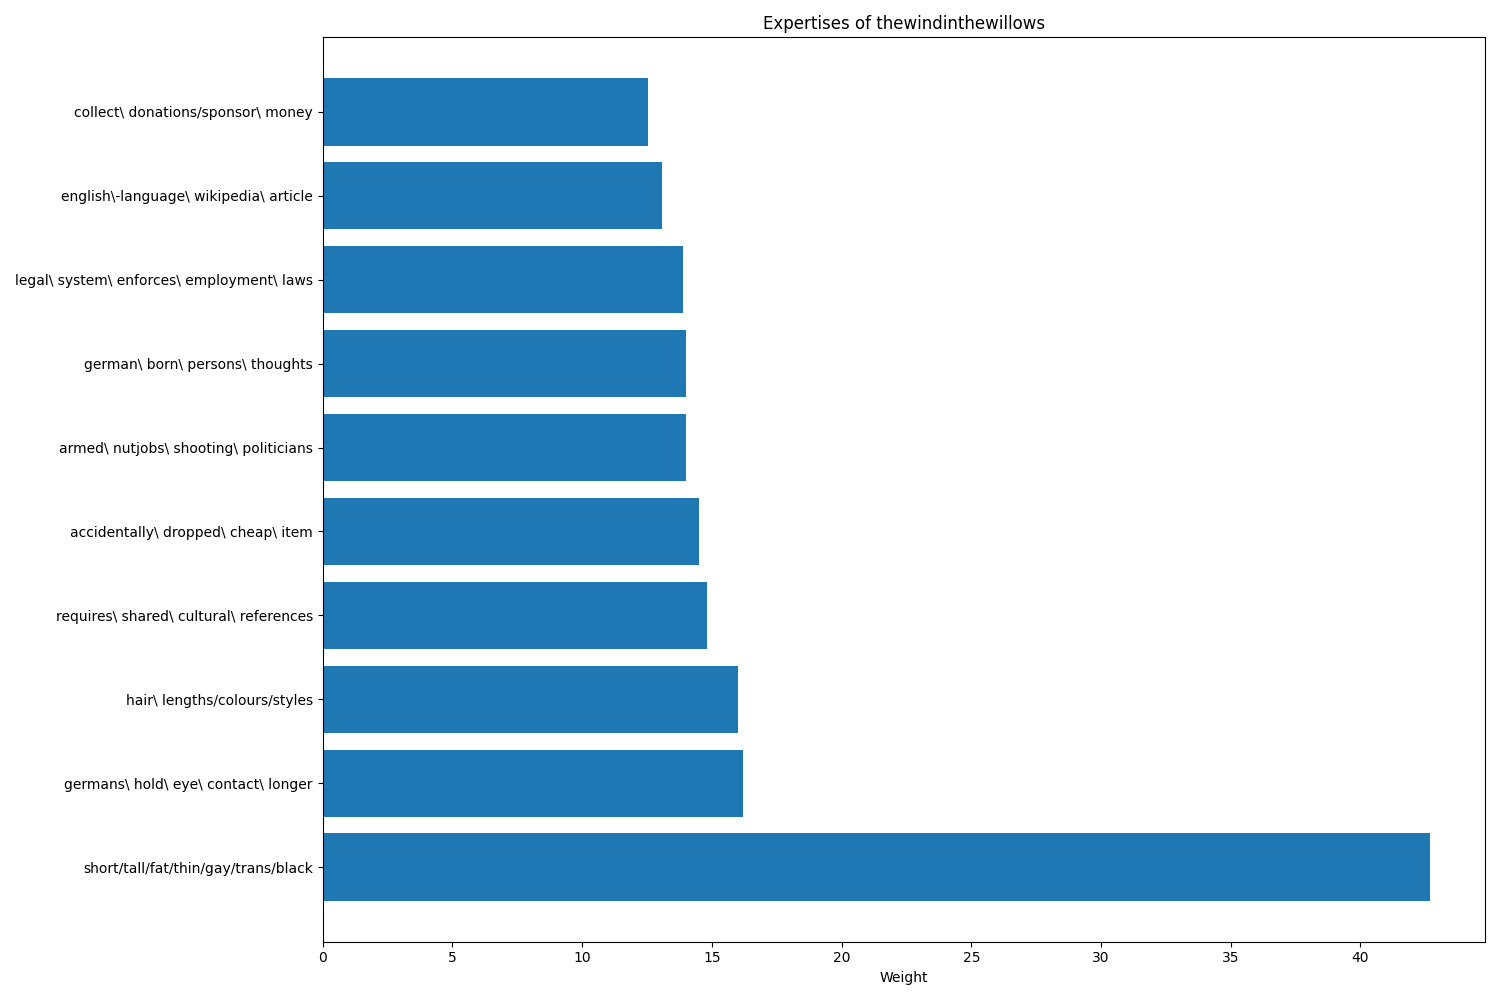 Expertises of thewindinthewillows
collect\ donations/sponsor\ money
english\-language\ wikipedia\ article
legal\ system\ enforces\ employment\ laws
german\ born\ persons\ thoughts
armed\ nutjobs\ shooting\ politicians
accidentally\ dropped\ cheap\ item
requires\ shared\ cultural\ references
hair\ lengths/colours/styles
germans\ hold\ eye\ contact\ longer
short/tall/fat/thin/gay/trans/black
0 5 10 15 20 25 30 35 40
Weight